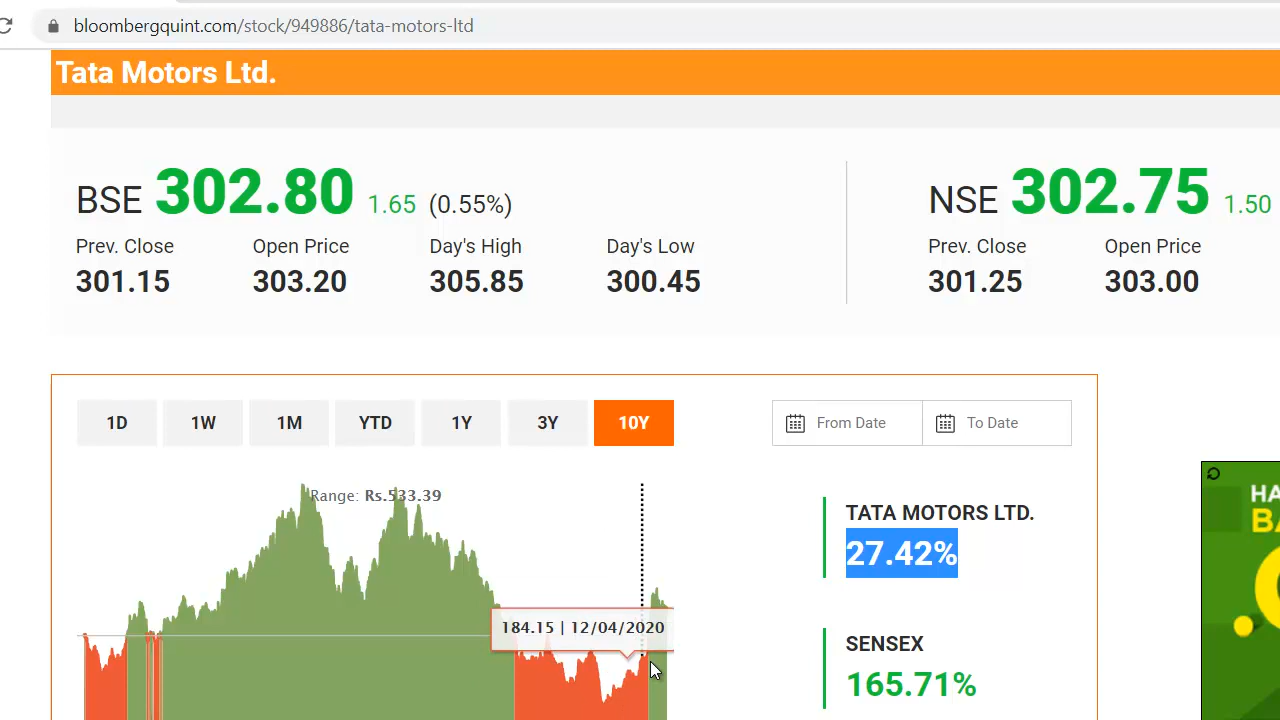 bloombergquint.com/stock/949886/tata-motors-ltd
Tata Motors Ltd.
BSE 302.80 1.65 (0.55%)
Prev. Close Open Price Day's High Day's Low
301.15 303.20 305.85 300.45
NSE 302.75 1.50
Prev. Close Open Price
301.25 303.00
1D 1W 1M YTD 1Y 3Y 10Y
From Date To Date
Range: Rs.533.39
184.15 | 12/04/2020
TATA MOTORS LTD.
27.42%
SENSEX
165.71%
HA
BA